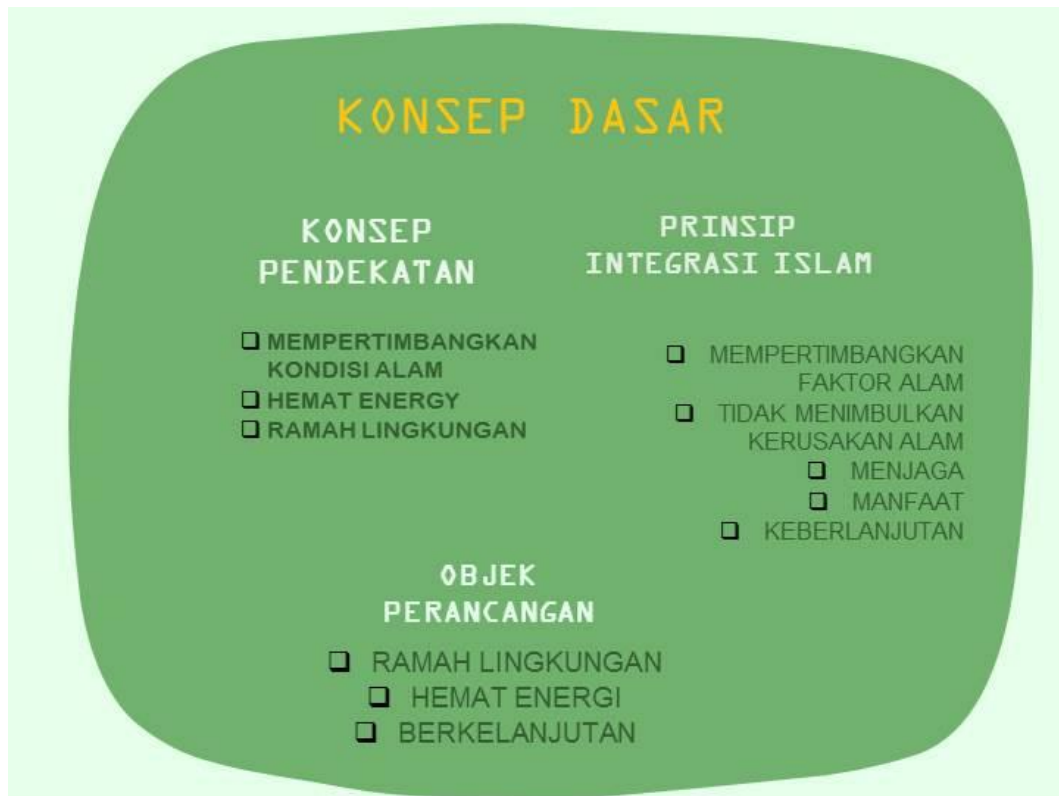 KONSEP DASAR
KONSEP
PENDEKATAN
❑ MEMPERTIMBANGKAN
KONDISI ALAM
❑ HEMAT ENERGY
❑ RAMAH LINGKUNGAN
PRINSIP
INTEGRASI ISLAM
❑ MEMPERTIMBANGKAN
FAKTOR ALAM
❑ TIDAK MENIMBULKAN
KERUSAKAN ALAM
❑ MENJAGA
❑ MANFAAT
❑ KEBERLANJUTAN
OBJEK
PERANCANGAN
❑ RAMAH LINGKUNGAN
❑ HEMAT ENERGI
❑ BERKELANJUTAN